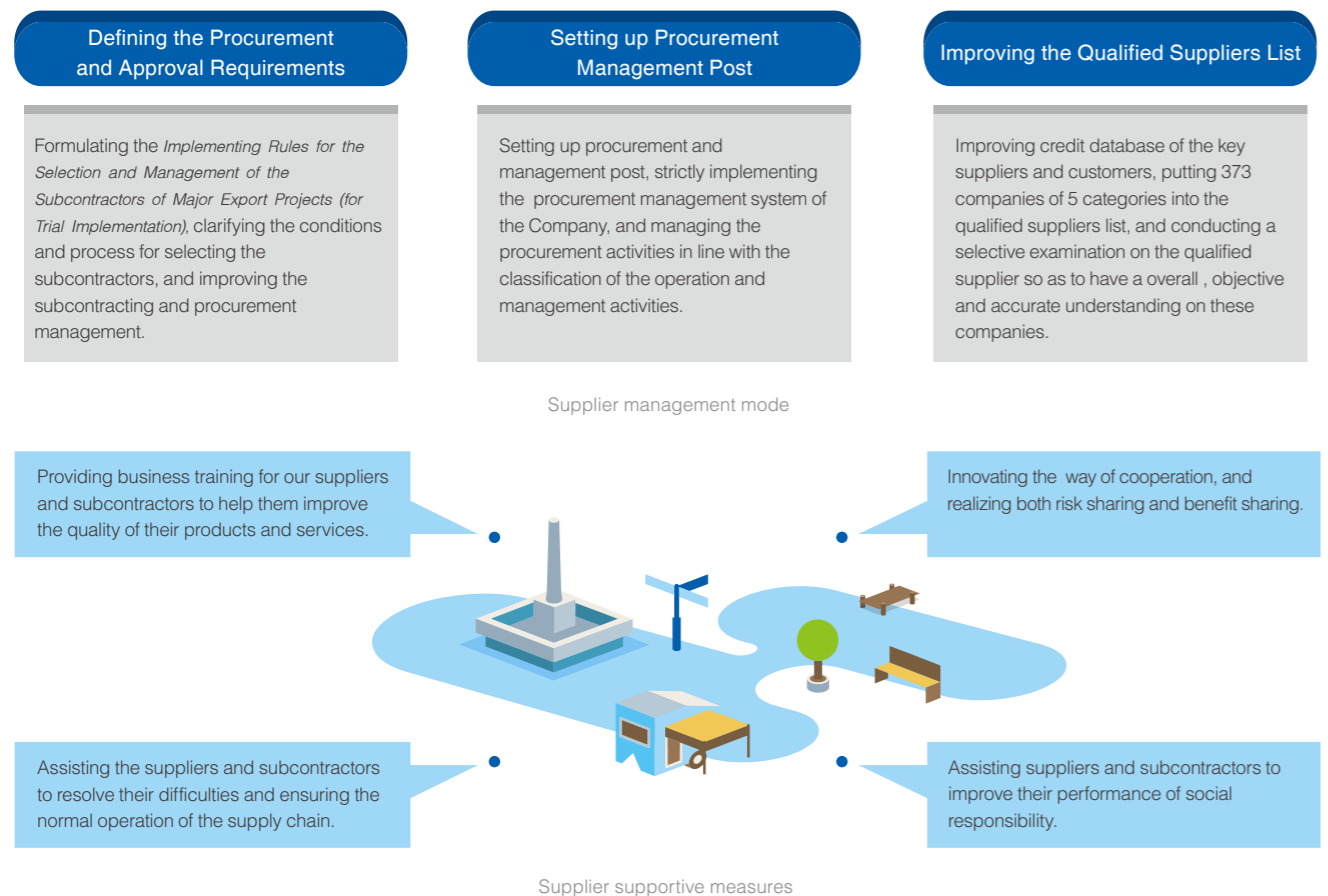 Defining the Procurement
and Approval Requirements
Formulating the Implementing Rules for the
Selection and Management of the
Subcontractors of Major Export Projects (for
Trial Implementation), clarifying the conditions
and process for selecting the
subcontractors, and improving the
subcontracting and procurement
management.
Setting up Procurement
Management Post
Setting up procurement and
management post, strictly implementing
the procurement management system of
the Company, and managing the
procurement activities in line with the
classification of the operation and
management activities.
Improving the Qualified Suppliers List
Improving credit database of the key
suppliers and customers, putting 373
companies of 5 categories into the
qualified suppliers list, and conducting a
selective examination on the qualified
supplier so as to have a overall , objective
and accurate understanding on these
companies.
Supplier management mode
Providing business training for our suppliers
and subcontractors to help them improve
the quality of their products and services.
Innovating the way of cooperation, and
realizing both risk sharing and benefit sharing.
Assisting the suppliers and subcontractors
to resolve their difficulties and ensuring the
normal operation of the supply chain.
Assisting suppliers and subcontractors to
improve their performance of social
responsibility.
Supplier supportive measures